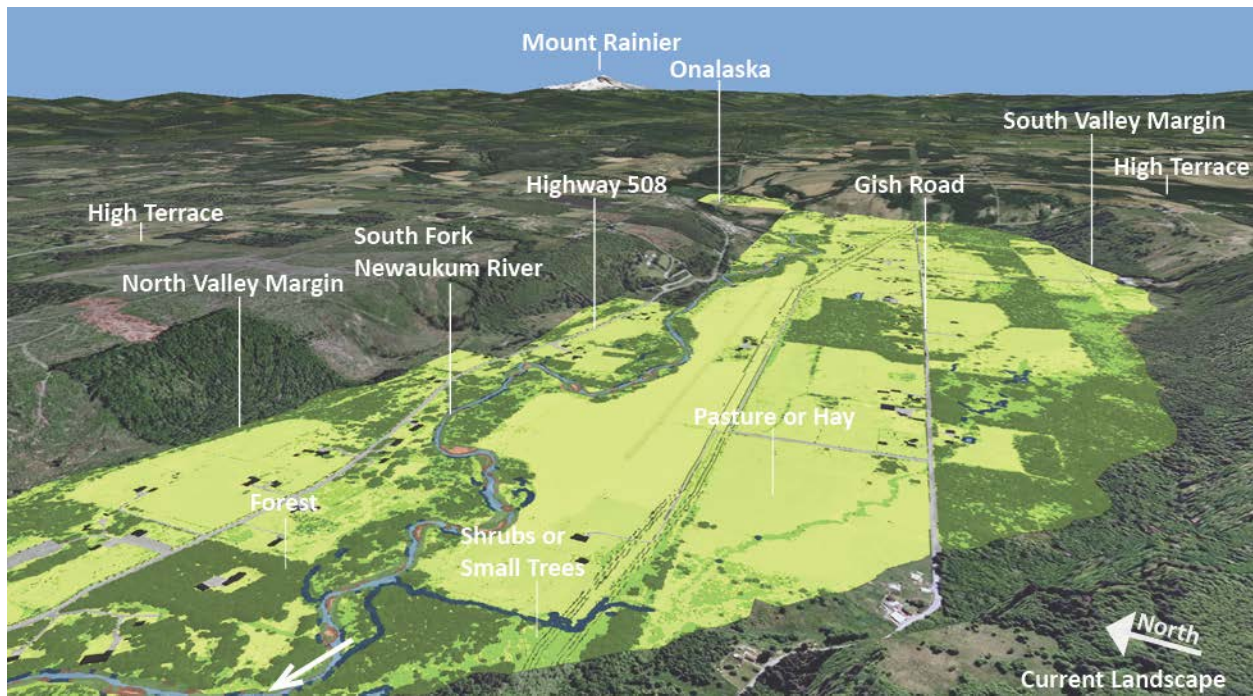 Mount Rainier
Onalaska
South Valley Margin
High Terrace
Highway 508
Gish Road
High Terrace
South Fork
Newaukum River
North Valley Margin
Pasture or Hay
Forest
Shrubs or
Small Trees
North
Current Landscape